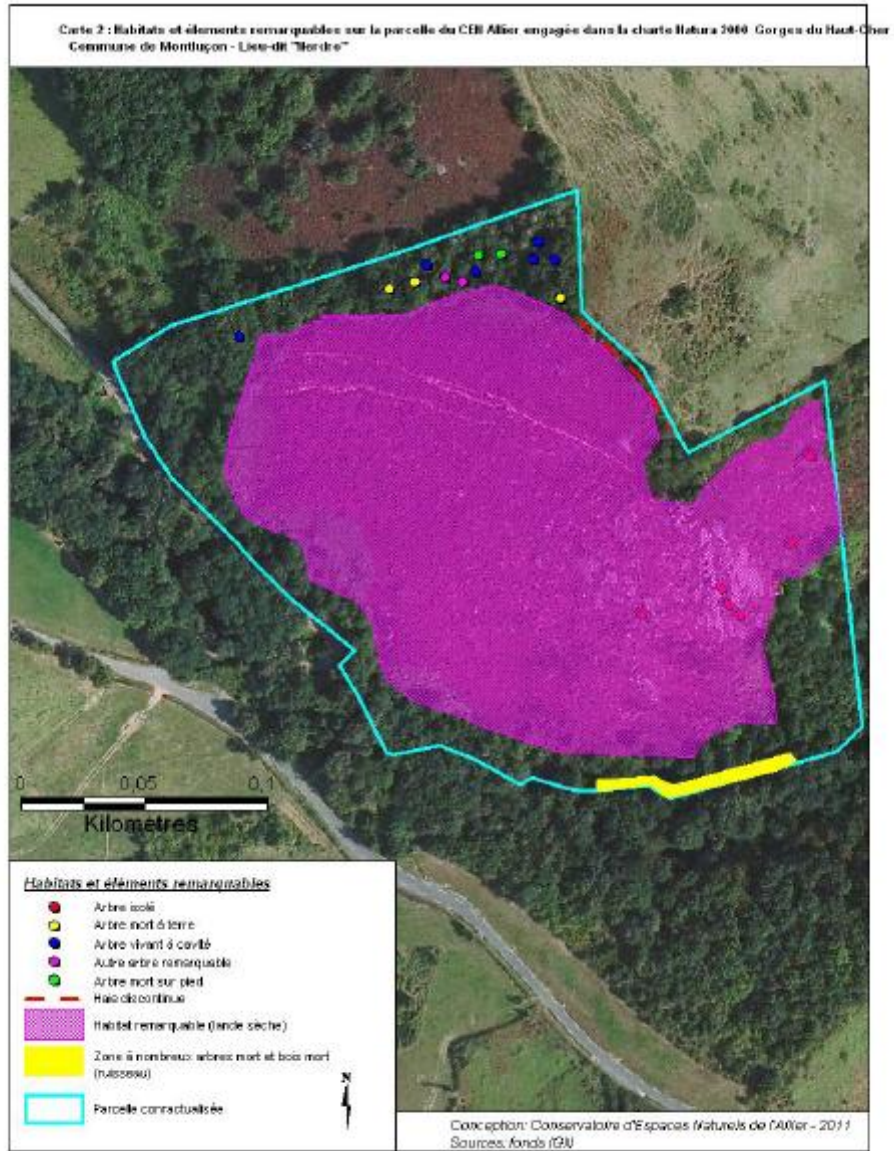 Carte 2 : Habitats et élements remarquables sur la parcelle du CEN Allier engagée dans la charte Natura 2000 Gorges du Haut-Cher
Commune de Montluçon - Lieu-dit "Nerdre"
0 0,05 0,1
Kilometres
Habitats et éléments remarquables
Arbre isolé
Arbre mort à terre
Arbre vivant à cavité
Autre arbre remarquable
Arbre mort sur pied
Haie discontinue
Habitat remarquable (lande sèche)
Zone à nombreux arbres mort et bois mort
(ruisseau)
Parcelle contractualisée
N
Conception: Conservatoire d'Espaces Naturels de l'Allier - 2011
Sources: fonds IGN